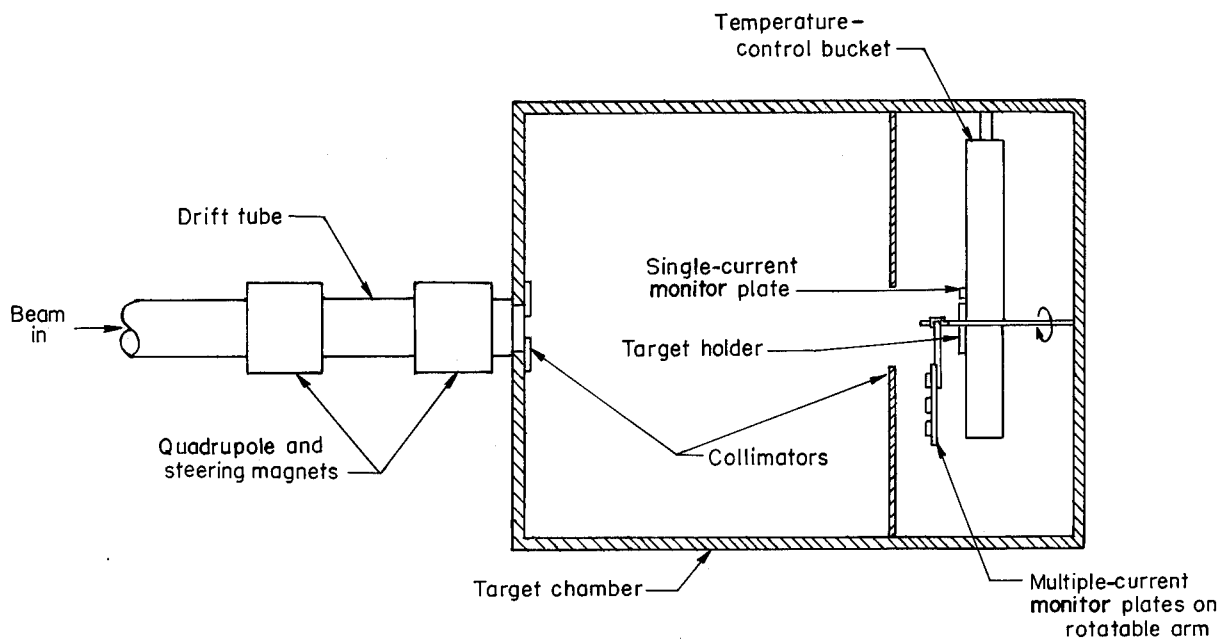 Temperature-
control bucket
Drift tube
Single-current
monitor plate
Beam
in
Target holder
Quadrupole and
steering magnets
Collimators
Target chamber
Multiple-current
monitor plates on
rotatable arm